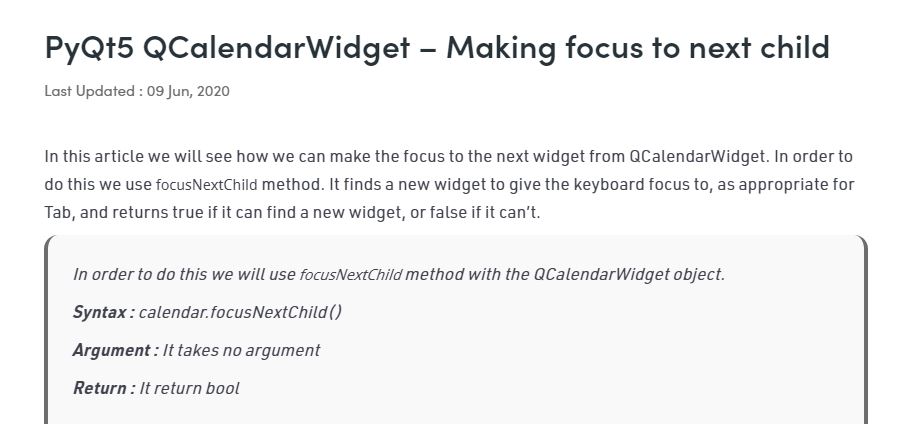 PyQt5 QCalendarWidget – Making focus to next child
Last Updated : 09 Jun, 2020
In this article we will see how we can make the focus to the next widget from QCalendarWidget. In order to
do this we use focusNextChild method. It finds a new widget to give the keyboard focus to, as appropriate for
Tab, and returns true if it can find a new widget, or false if it can’t.
In order to do this we will use focusNextChild method with the QCalendarWidget object.
Syntax : calendar.focusNextChild()
Argument : It takes no argument
Return : It return bool